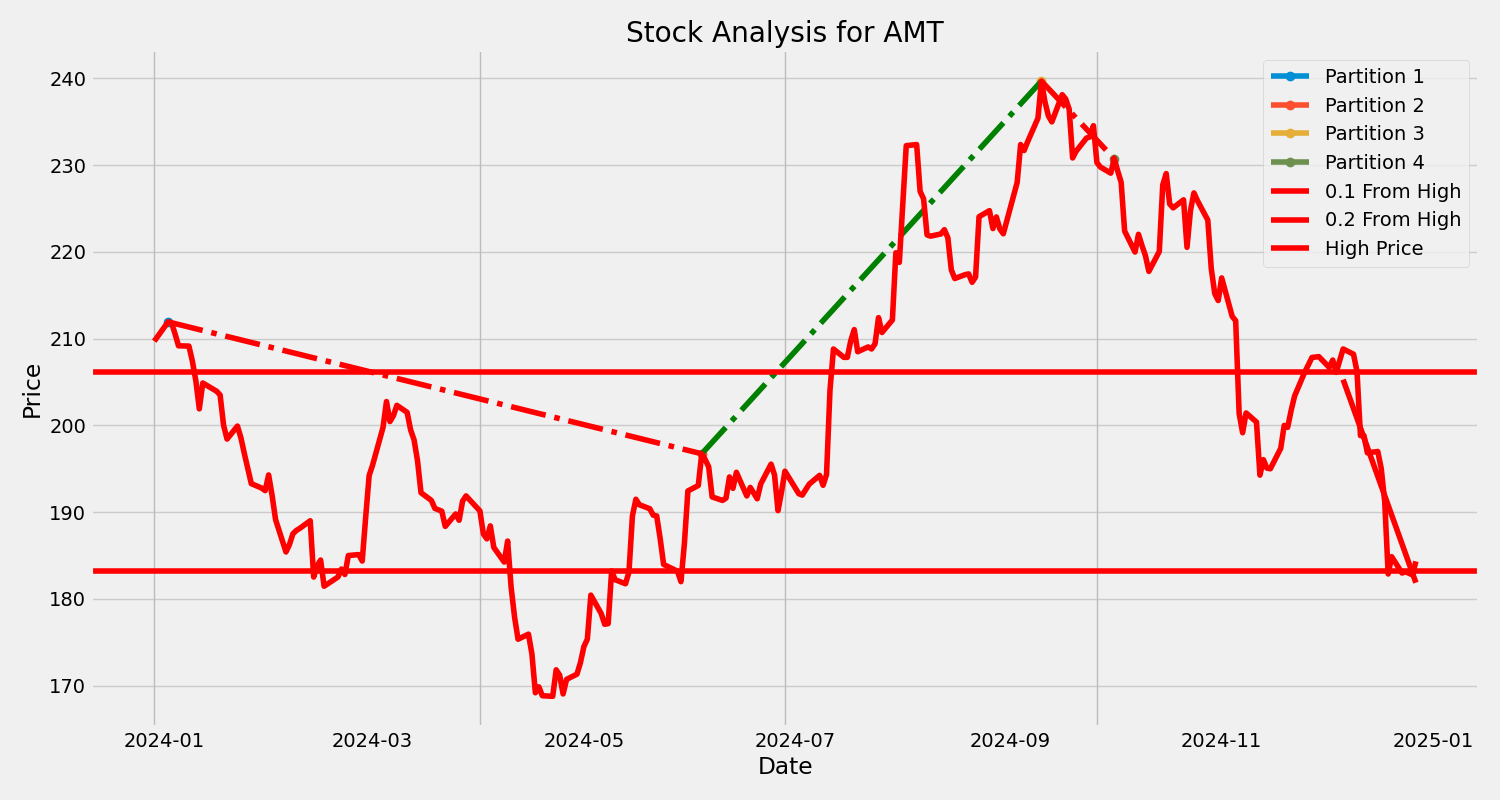 Stock Analysis for AMT
Price
240
230
220
210
200
190
180
170
Partition 1
Partition 2
Partition 3
Partition 4
0.1 From High
0.2 From High
High Price
2024-01
2024-03
2024-05
2024-07
2024-09
2024-11
2025-01
Date